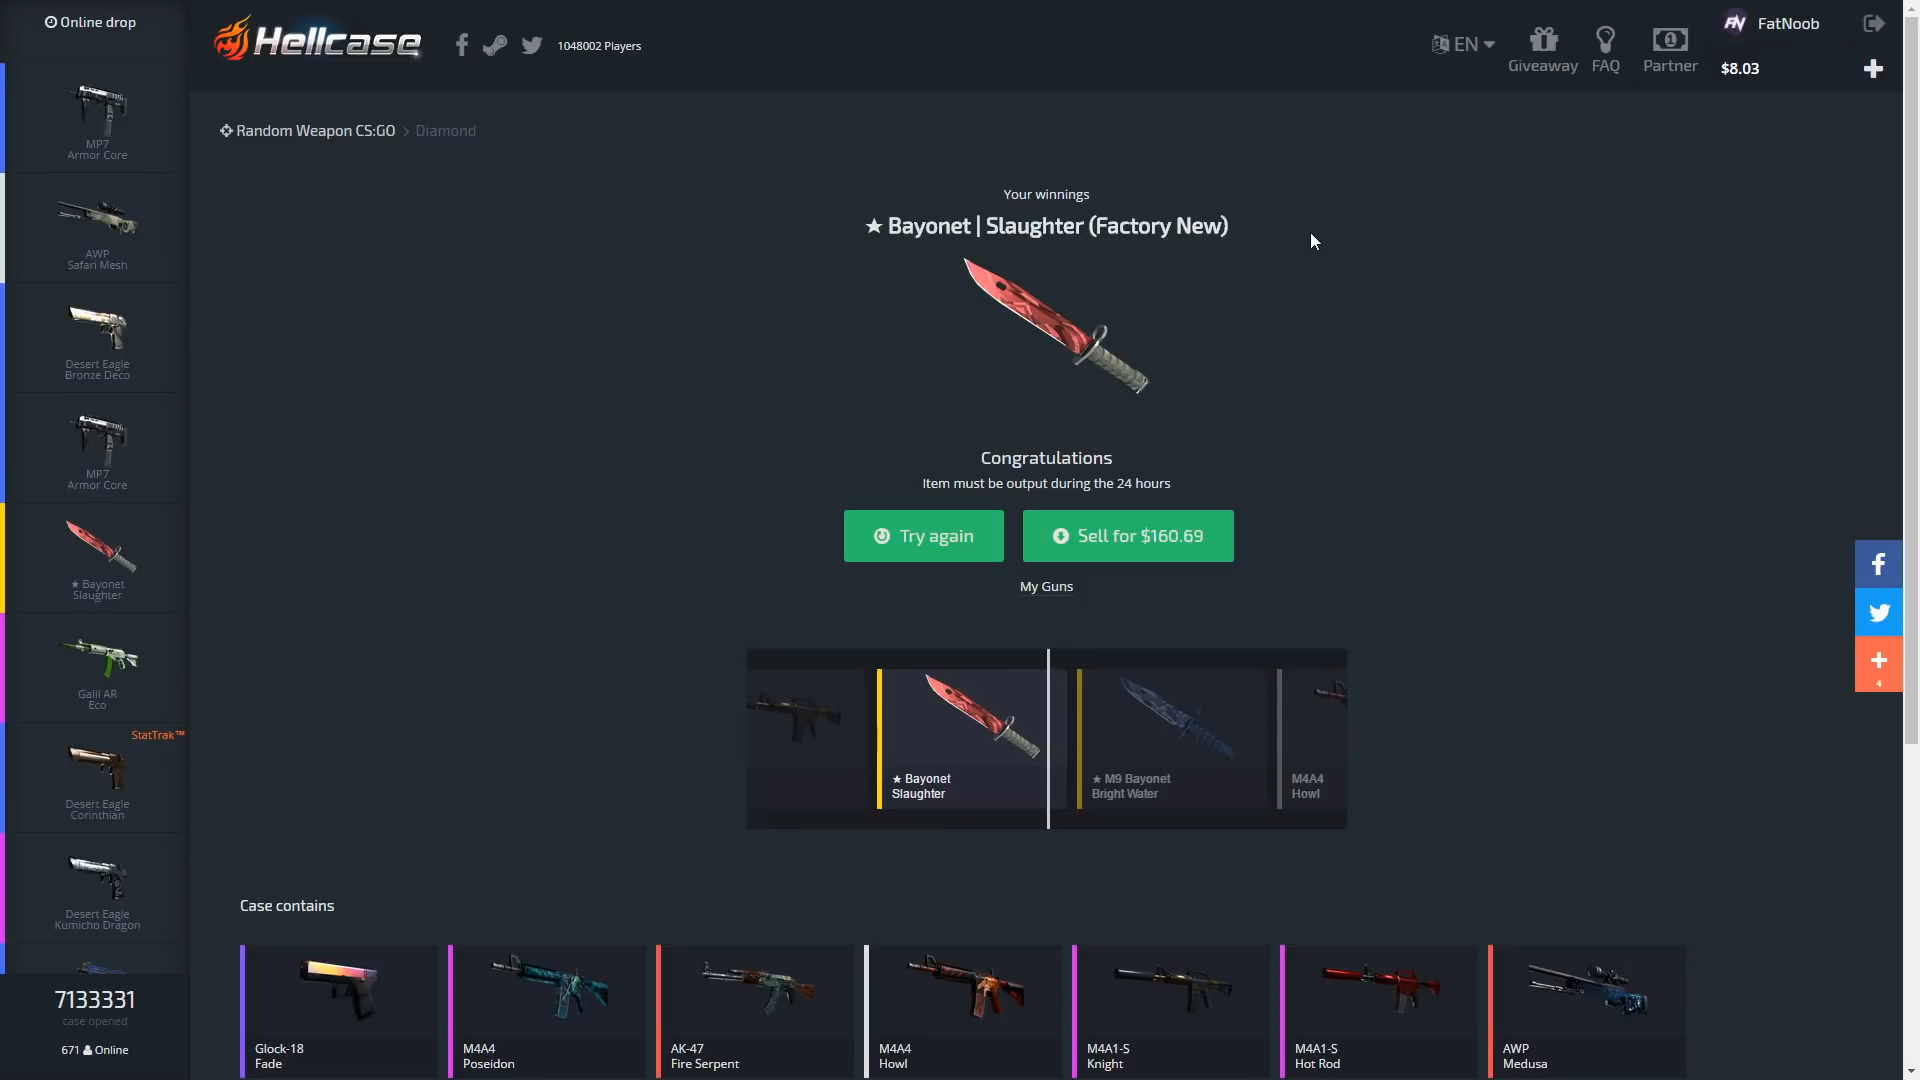 Online drop
MP7
Armor Core
AWP
Safari Mesh
Desert Eagle
Bronze Deco
MP7
Armor Core
★ Bayonet
Slaughter
Galil AR
Eco
StatTrak™
Desert Eagle
Corinthian
Desert Eagle
Kumicho Dragon
7133331
case opened
671 Online
Hellcase
1048002 Players
EN
Giveaway
FAQ
Partner
FN
FatNoob
$8.03
Random Weapon CS:GO > Diamond
Your winnings
★ Bayonet | Slaughter (Factory New)
Congratulations
Item must be output during the 24 hours
Try again
Sell for $160.69
My Guns
★ Bayonet
Slaughter
★ M9 Bayonet
Bright Water
M4A4
Howl
4
Case contains
Glock-18
Fade
M4A4
Poseidon
AK-47
Fire Serpent
M4A4
Howl
M4A1-S
Knight
M4A1-S
Hot Rod
AWP
Medusa